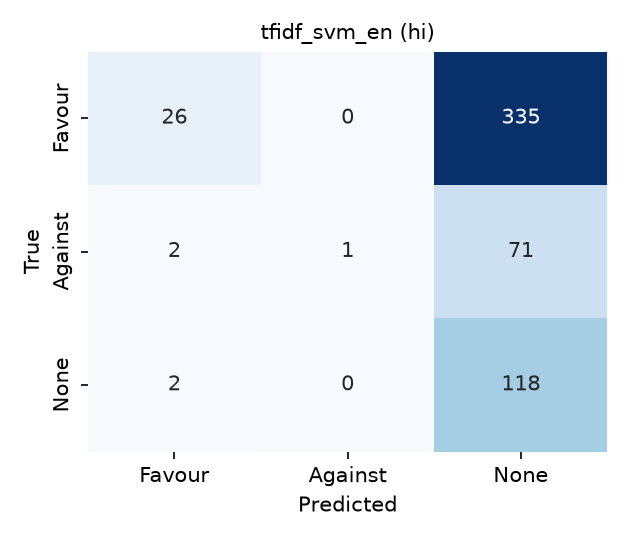 tfidf_svm_en (hi)
True
Favour
26 0 335
Against
2 1 71
None
2 0 118
Favour Against None
Predicted